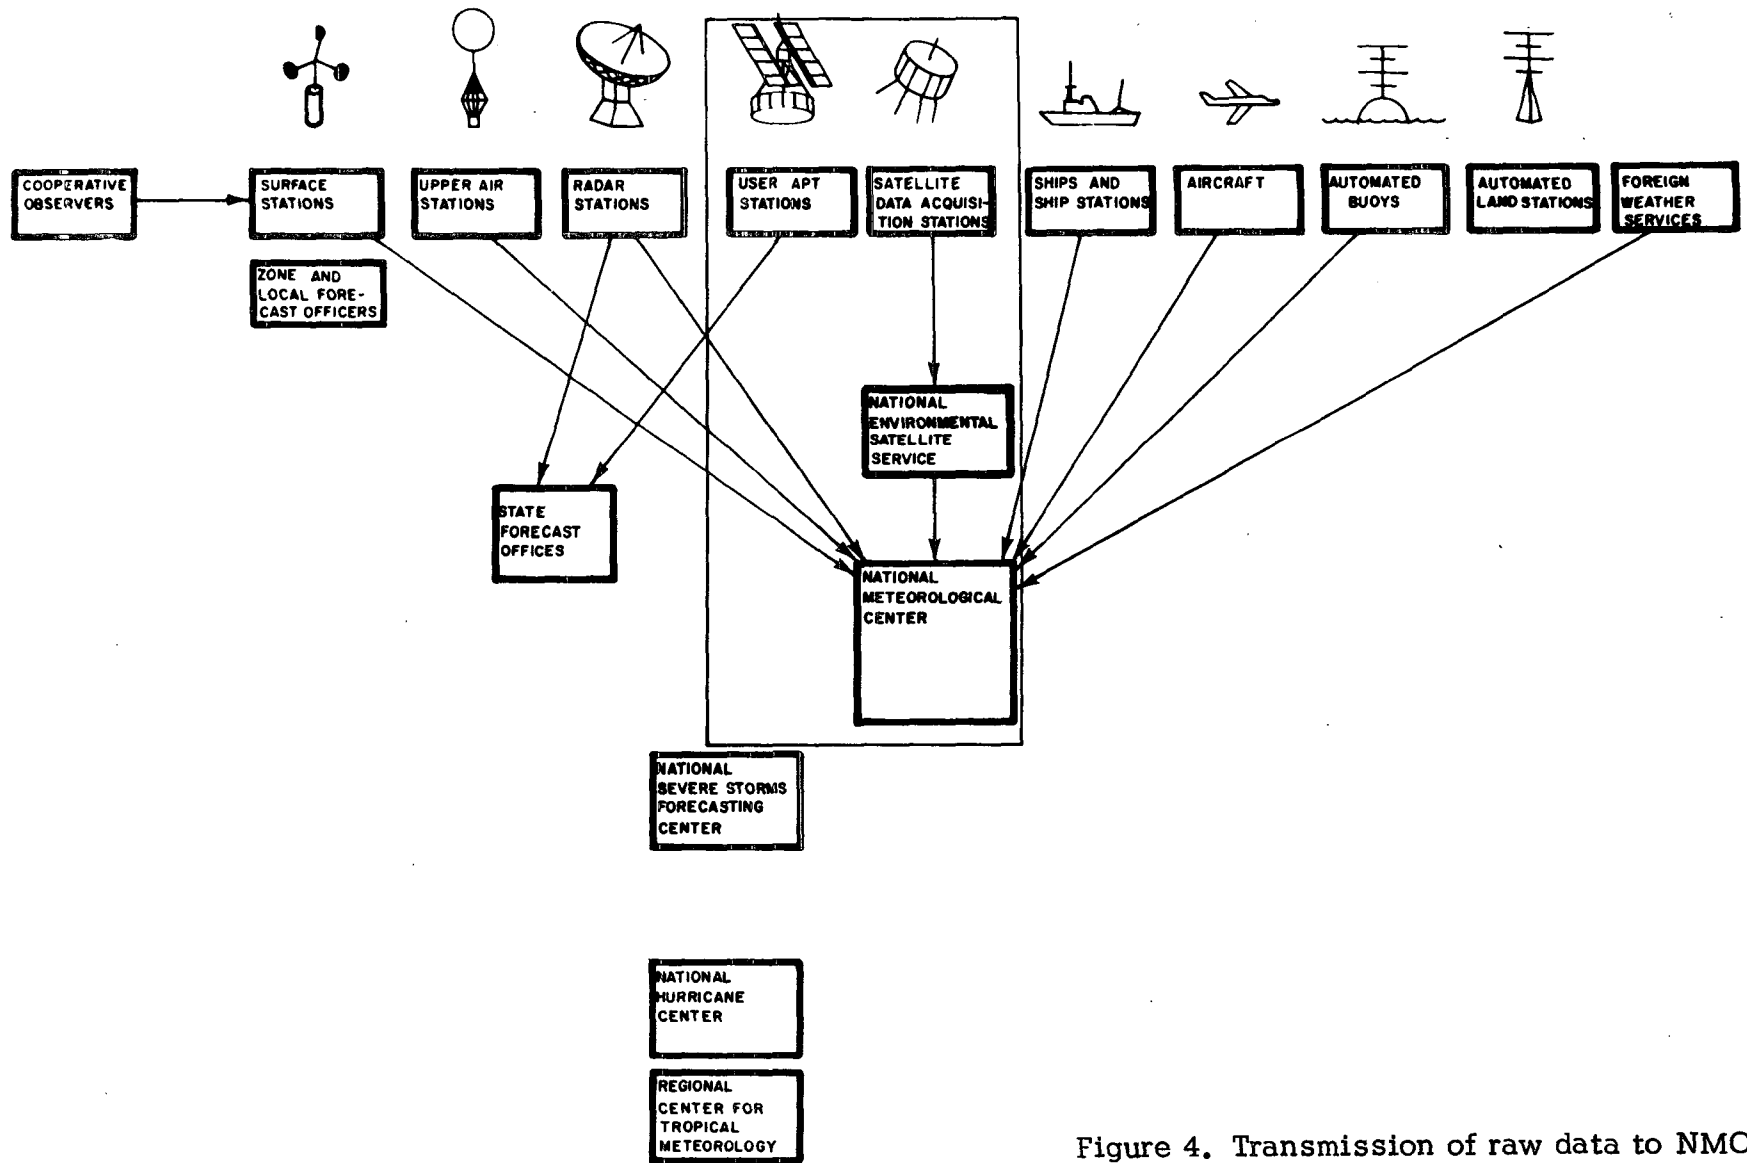 COOPERATIVE
OBSERVERS
SURFACE
STATIONS
UPPER AIR
STATIONS
RADAR
STATIONS
USER APT
STATIONS
SATELLITE
DATA ACQUISI-
TION STATIONS
SHIPS AND
SHIP STATIONS
AIRCRAFT
AUTOMATED
BUOYS
AUTOMATED
LAND STATIONS
FOREIGN
WEATHER
SERVICES
ZONE AND
LOCAL FORE-
CAST OFFICERS
NATIONAL
ENVIRONMENTAL
SATELLITE
SERVICE
STATE
FORECAST
OFFICES
NATIONAL
METEOROLOGICAL
CENTER
NATIONAL
SEVERE STORMS
FORECASTING
CENTER
NATIONAL
HURRICANE
CENTER
REGIONAL
CENTER FOR
TROPICAL
METEOROLOGY
Figure 4. Transmission of raw data to NMC